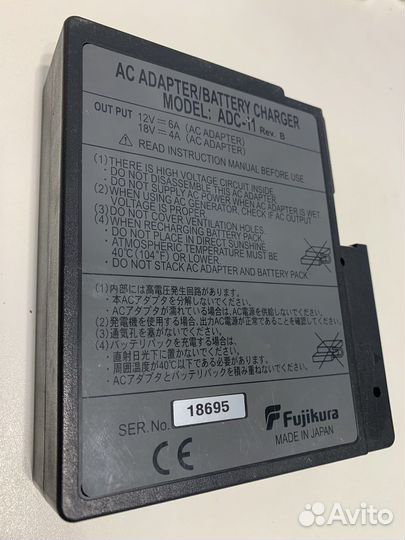 AC ADAPTER/BATTERY CHARGER
MODEL: ADC-11 Rev. B
OUT PUT 12V⎓6A (AC ADAPTER)
18V⎓4A (AC ADAPTER)
READ INSTRUCTION MANUAL BEFORE USE
(1) THERE IS HIGH VOLTAGE CIRCUIT INSIDE.
・DO NOT DISASSEMBLE, THIS AC ADAPTER.
・DO NOT SUPPLY AC POWER WHEN AC ADAPTER IS WET
(2) WHEN USING AC GENERATOR, CHECK IF AC OUTPUT
VOLTAGE IS PROPER.
(3) DO NOT COVER VENTILATION HOLES.
(4) WHEN RECHARGING BATTERY PACK,
・DO NOT PLACE IN DIRECT SUNSHINE.
・ATMOSPHERIC TEMPERATURE MUST BE
40℃(104°F) OR LOWER.
・DO NOT STACK AC ADAPTER AND BATTERY PACK
(1) 内部には高電圧発生回路があります。
・本ACアダプタを分解しないでください。
・ACアダプタが濡れている場合は、AC電源を供給しないでください。
(2) 発電機を使用する場合、出力AC電源が正常であることを確認してください
(3) 通気孔を塞がないでください。
(4) バッテリパックを充電する場合は、
・直射日光下に置かないでください。
・周囲温度が40℃以下である必要があります。
・ACアダプタとバッテリパックを積み重ねないでください。
SER. No. 18695
Fujikura
MADE IN JAPAN
CE
Avito